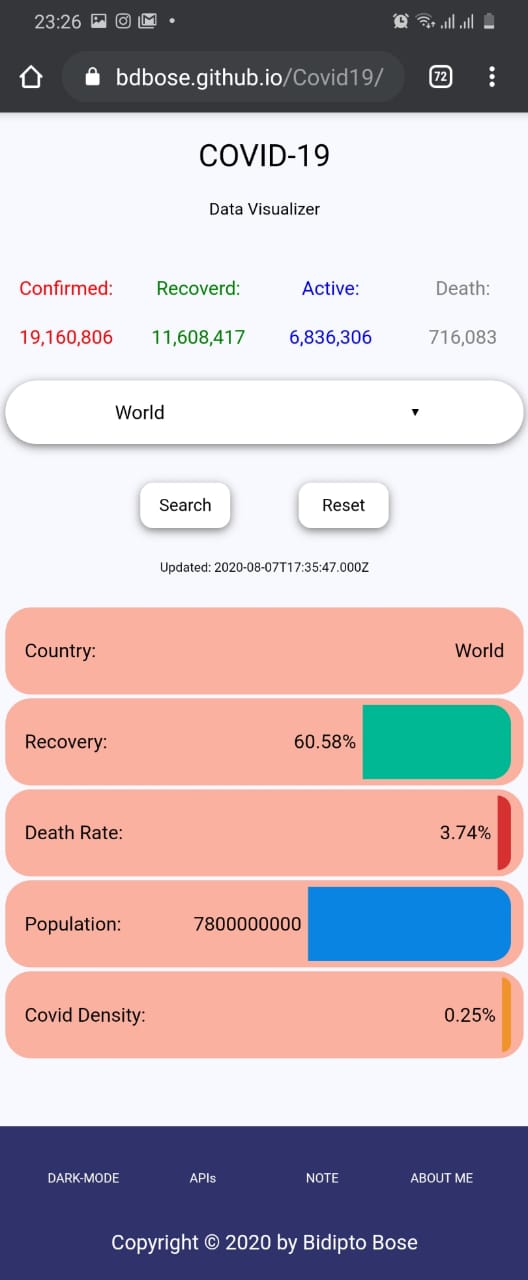 23:26
bdbose.github.io/Covid19/
72
COVID-19
Data Visualizer
Confirmed: Recoverd: Active: Death:
19,160,806 11,608,417 6,836,306 716,083
World
Search Reset
Updated: 2020-08-07T17:35:47.000Z
Country: World
Recovery: 60.58%
Death Rate: 3.74%
Population: 7800000000
Covid Density: 0.25%
DARK-MODE APIs NOTE ABOUT ME
Copyright © 2020 by Bidipto Bose